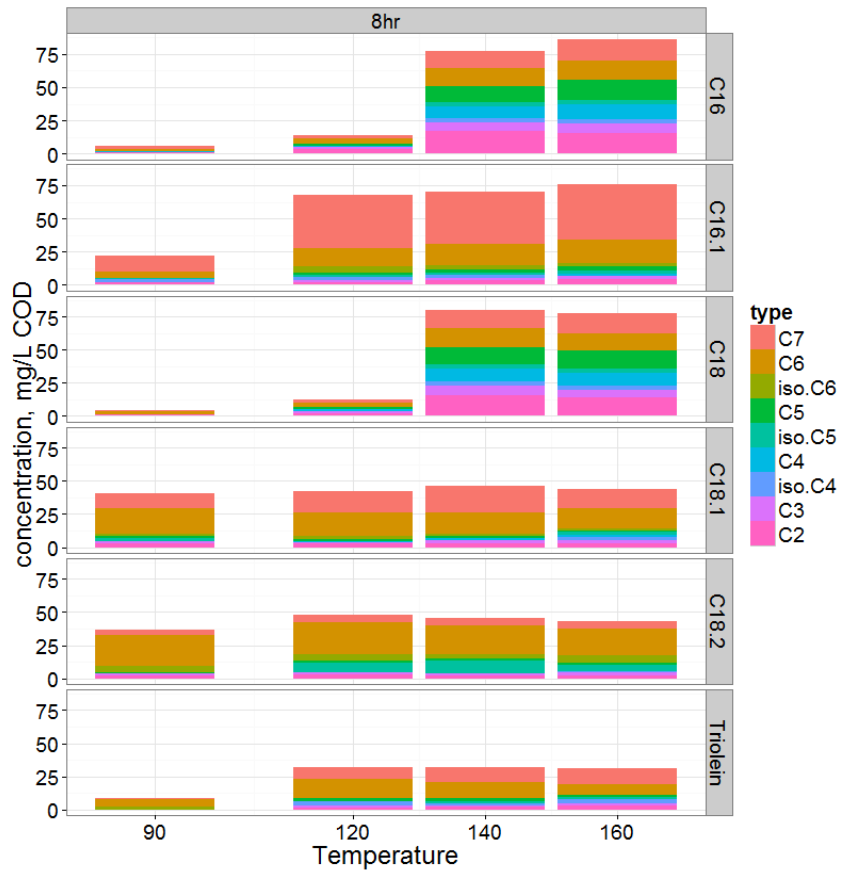 8hr
75
50
25
0
C16
75
50
25
0
C16.1
75
50
25
0
C18
75
50
25
0
C18.1
75
50
25
0
C18.2
75
50
25
0
Triolein
concentration, mg/L COD
90 120 140 160
Temperature
type
C7
C6
iso.C6
C5
iso.C5
C4
iso.C4
C3
C2